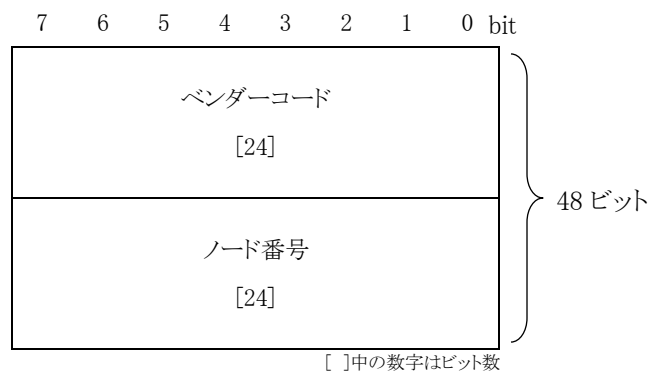 7 6 5 4 3 2 1 0 bit
ベンダーコード
[24]
48 ビット
ノード番号
[24]
[ ]中の数字はビット数